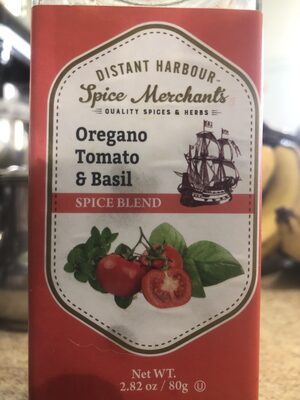 DISTANT HARBOUR
Spice Merchants
QUALITY SPICES & HERBS
Oregano
Tomato
& Basil
SPICE BLEND
Net WT.
2.82 oz / 80g Ⓤ